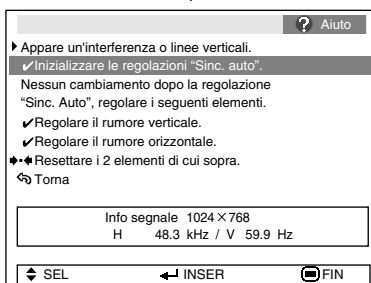 ? Aiuto
Appare un'interferenza o linee verticali.
✔Inizializzare le regolazioni “Sinc. auto”.
Nessun cambiamento dopo la regolazione
“Sinc. Auto”, regolare i seguenti elementi.
✔Regolare il rumore verticale.
✔Regolare il rumore orizzontale.
Resettare i 2 elementi di cui sopra.
Torna
Info segnale 1024×768
H 48.3 kHz / V 59.9 Hz
SEL INSER FIN